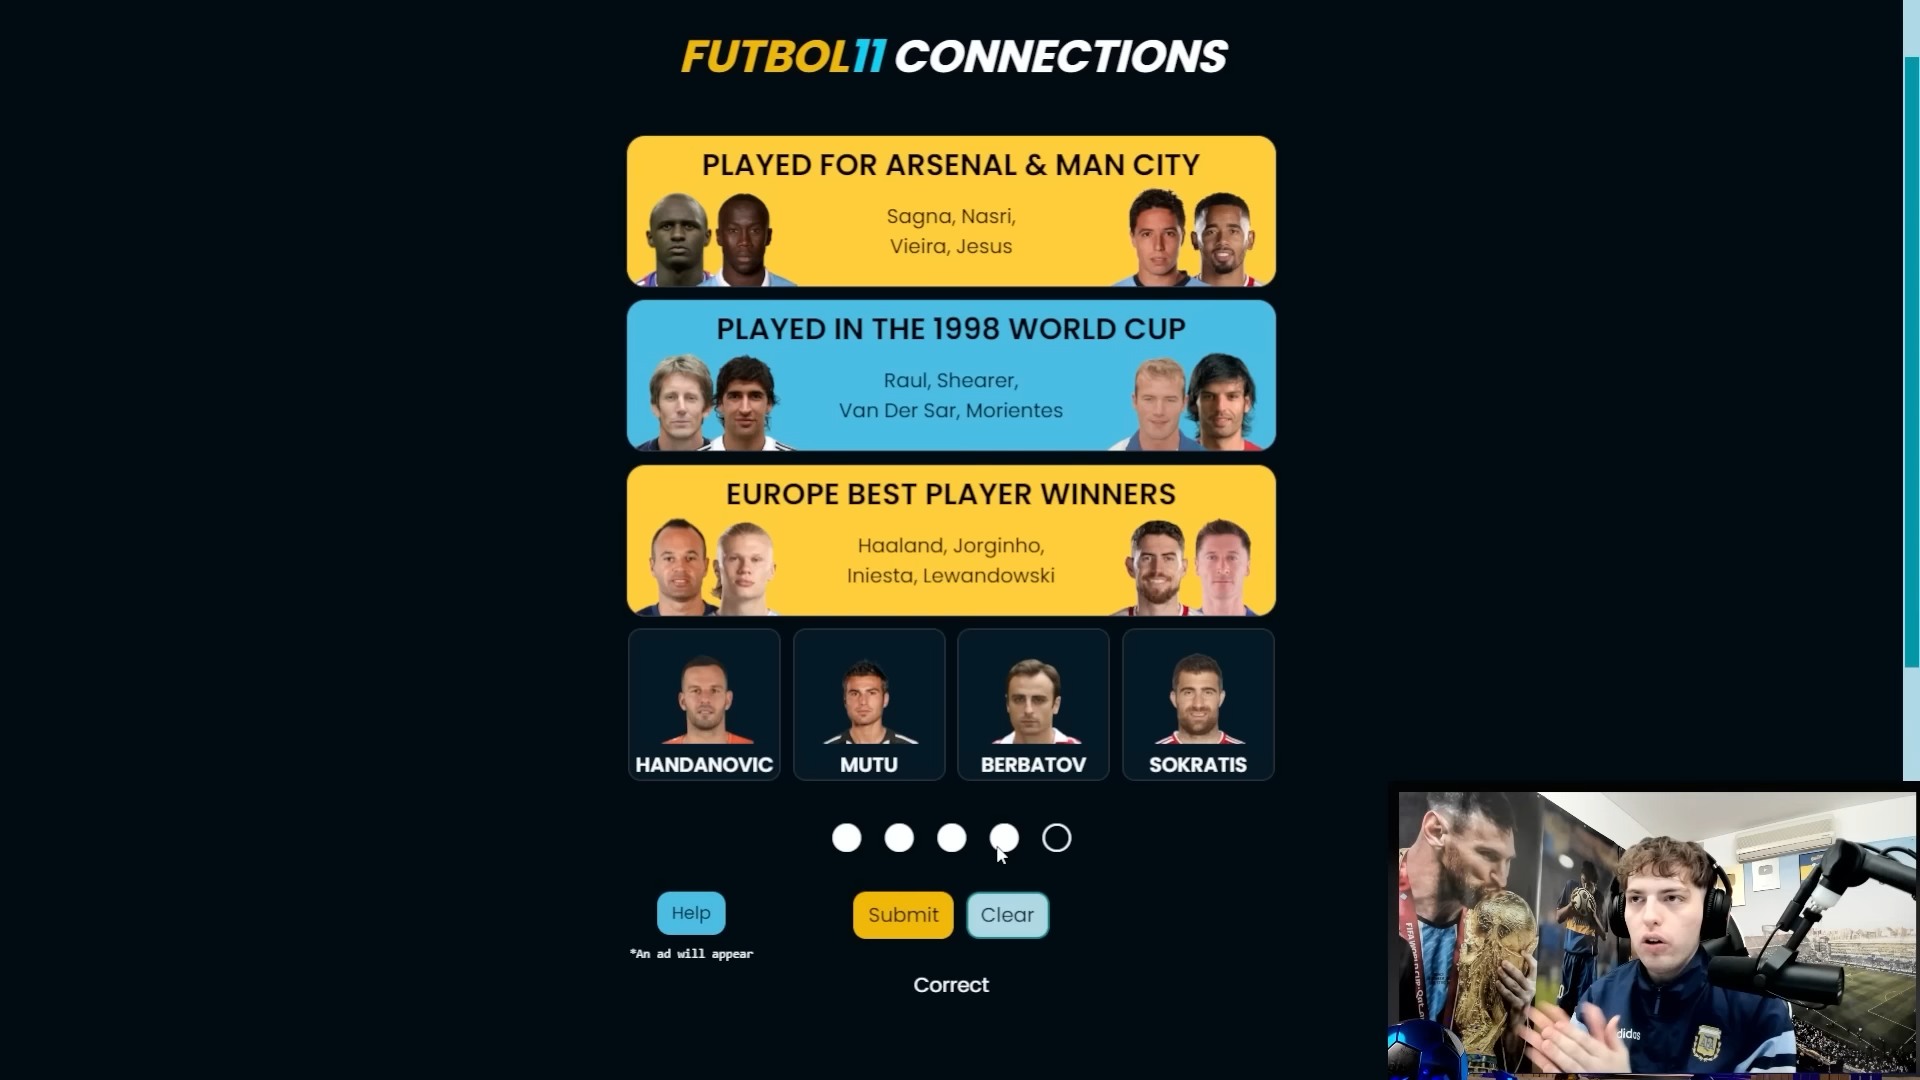 FUTBOL11 CONNECTIONS
PLAYED FOR ARSENAL & MAN CITY
Sagna, Nasri,
Vieira, Jesus
PLAYED IN THE 1998 WORLD CUP
Raul, Shearer,
Van Der Sar, Morientes
EUROPE BEST PLAYER WINNERS
Haaland, Jorginho,
Iniesta, Lewandowski
HANDANOVIC
MUTU
BERBATOV
SOKRATIS
Help
Submit
Clear
*An ad will appear
Correct
adidas